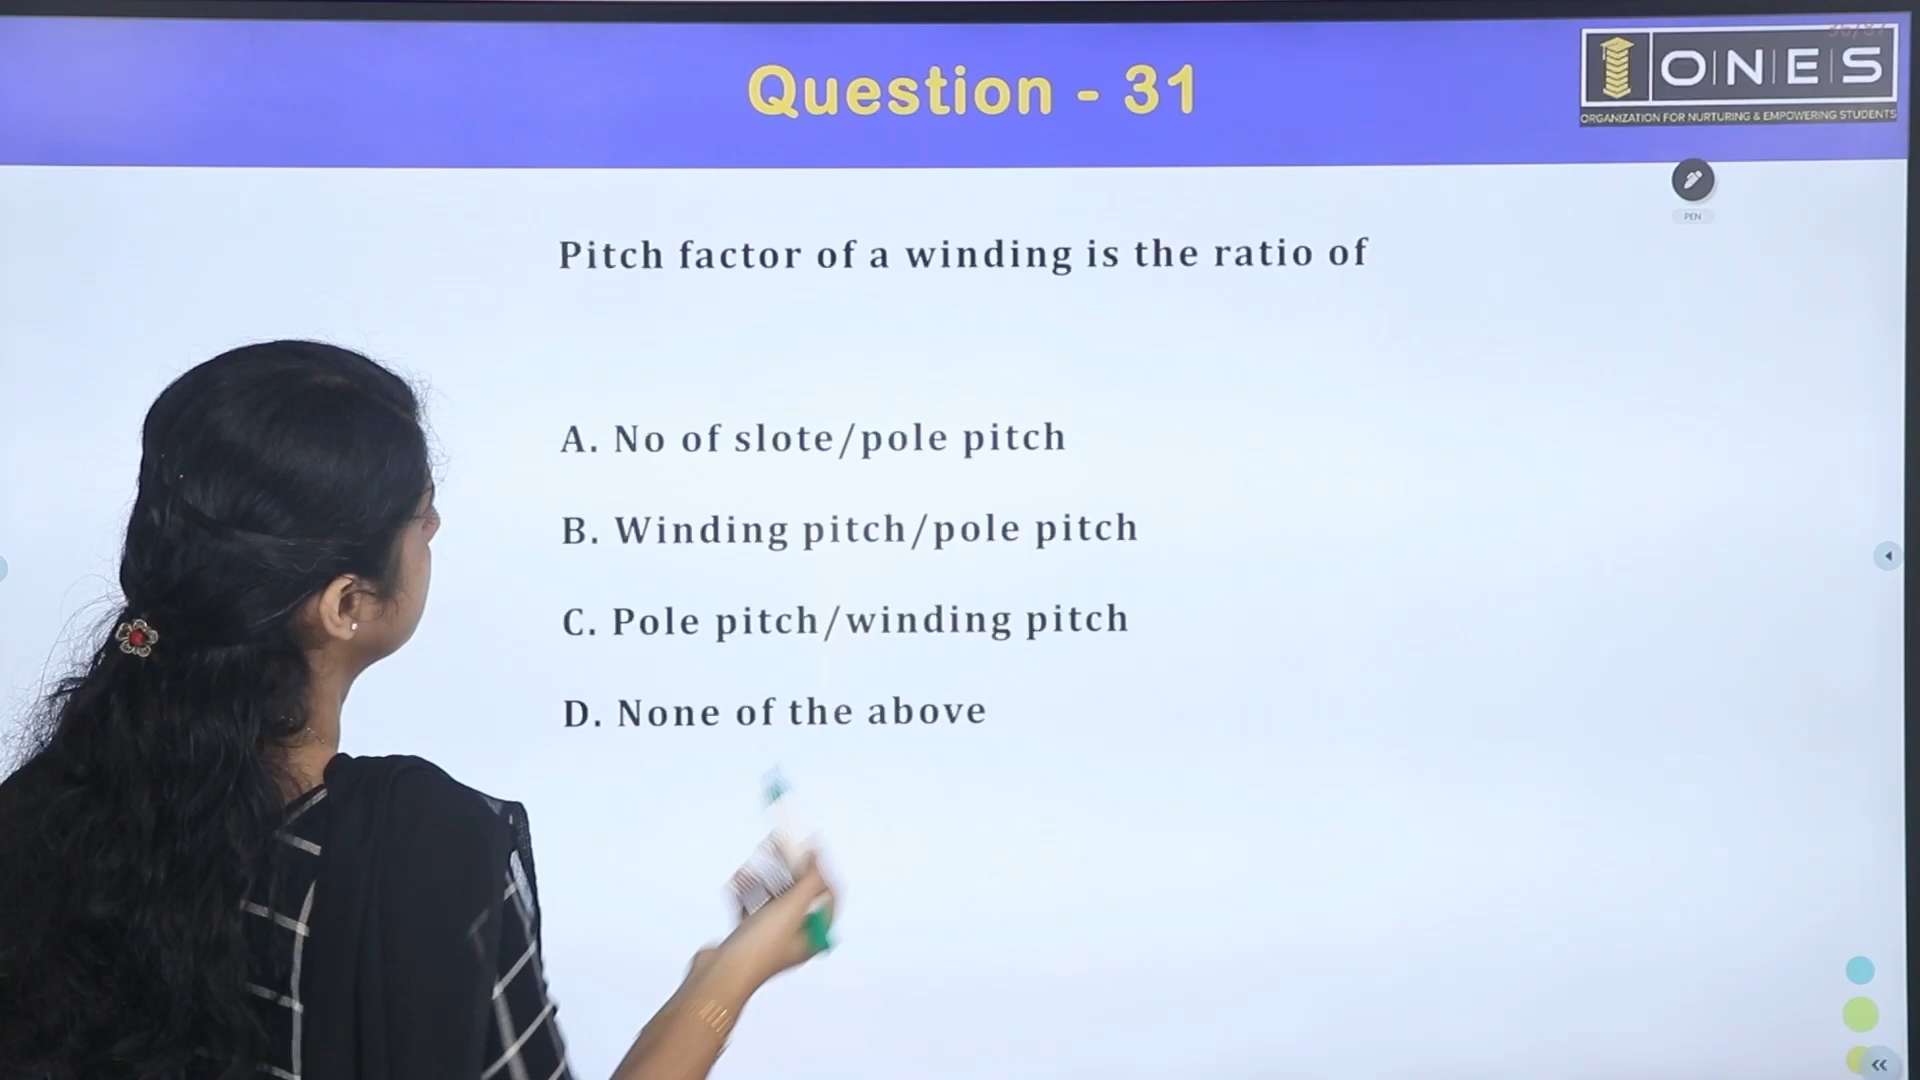 Question - 31
O|N|E|S
ORGANIZATION FOR NURTURING & EMPOWERING STUDENTS
PEN
Pitch factor of a winding is the ratio of
A. No of slote/pole pitch
B. Winding pitch/pole pitch
C. Pole pitch/winding pitch
D. None of the above